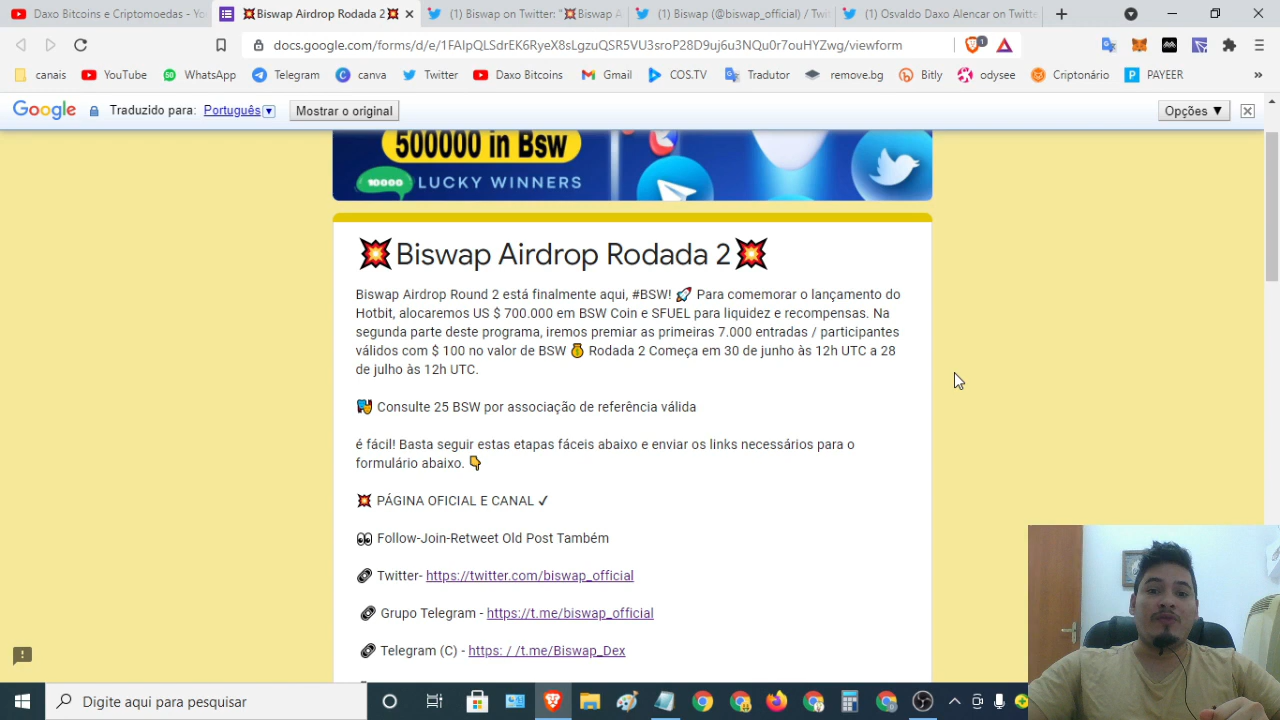 Daxo Bitcoins e Criptomoedas - Yo
💥Biswap Airdrop Rodada 2💥
(1) Biswap on Twitter: "💥Biswap A
(1) Biswap (@biswap_official) / Twit
(1) Osvaldo Daxo Alencar on Twitte
docs.google.com/forms/d/e/1FAIpQLSdrEK6RyeX8sLgzuQSR5VU3sroP28D9uj6u3NQu0r7ouHYZwg/viewform
1
canais
YouTube
WhatsApp
Telegram
canva
Twitter
Daxo Bitcoins
Gmail
COS.TV
Tradutor
remove.bg
Bitly
odysee
Criptonário
PAYEER
»
Google
Traduzido para: Português
Mostrar o original
Opções ▼
500000 in Bsw
10000 LUCKY WINNERS
💥Biswap Airdrop Rodada 2💥
Biswap Airdrop Round 2 está finalmente aqui, #BSW! 🚀 Para comemorar o lançamento do
Hotbit, alocaremos US $ 700.000 em BSW Coin e SFUEL para liquidez e recompensas. Na
segunda parte deste programa, iremos premiar as primeiras 7.000 entradas / participantes
válidos com $ 100 no valor de BSW 💰 Rodada 2 Começa em 30 de junho às 12h UTC a 28
de julho às 12h UTC.
Consulte 25 BSW por associação de referência válida
é fácil! Basta seguir estas etapas fáceis abaixo e enviar os links necessários para o
formulário abaixo. 👇
💥 PÁGINA OFICIAL E CANAL ✓
👀 Follow-Join-Retweet Old Post Também
🔗 Twitter- https://twitter.com/biswap_official
🔗 Grupo Telegram - https://t.me/biswap_official
🔗 Telegram (C) - https: / /t.me/Biswap_Dex
Digite aqui para pesquisar